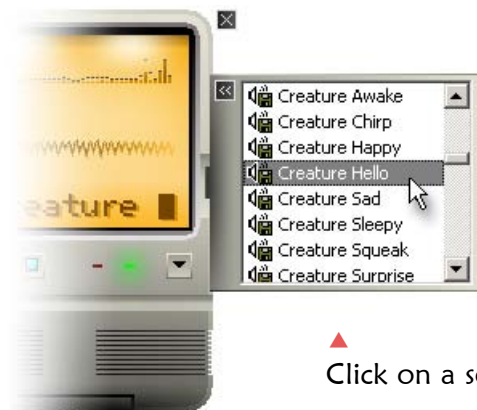 Creature Awake
Creature Chirp
Creature Happy
Creature Hello
Creature Sad
Creature Sleepy
Creature Squeak
Creature Surprise
Click on a